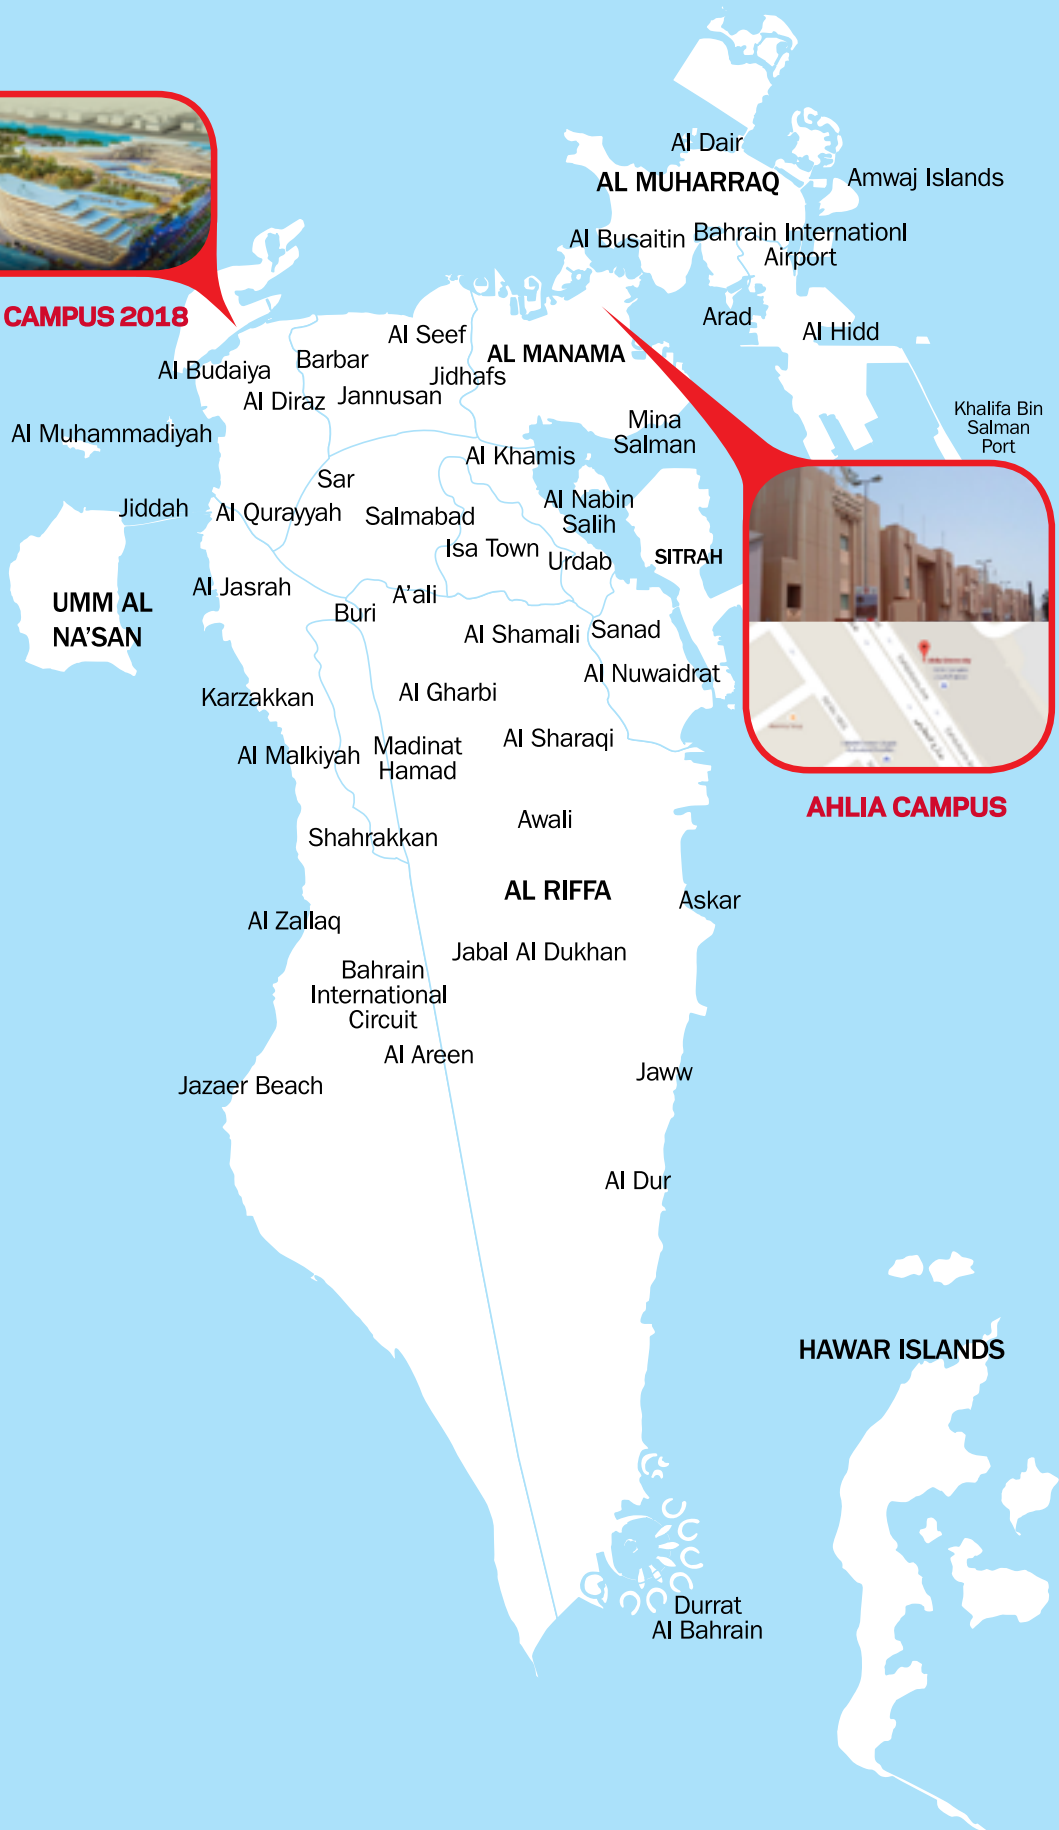 Al Dair
AL MUHARRAQ
Amwaj Islands
Al Busaitin
Bahrain Internationl
Airport
CAMPUS 2018
Arad
Al Hidd
Al Seef
AL MANAMA
Barbar
Al Budaiya
Jidhafs
Al Diraz
Jannusan
Khalifa Bin
Salman
Port
Mina
Salman
Al Muhammadiyah
Al Khamis
Sar
Jiddah
Al Qurayyah
Salmabad
Al Nabin
Salih
Isa Town
Urdab
SITRAH
Al Jasrah
A'ali
UMM AL
NA'SAN
Buri
Al Shamali
Sanad
Al Nuwaidrat
Karzakkan
Al Gharbi
Al Malkiyah
Madinat
Hamad
Al Sharaqi
AHLIA CAMPUS
Awali
Shahrakkan
AL RIFFA
Askar
Al Zallaq
Jabal Al Dukhan
Bahrain
International
Circuit
Al Areen
Jaww
Jazaer Beach
Al Dur
HAWAR ISLANDS
Durrat
Al Bahrain